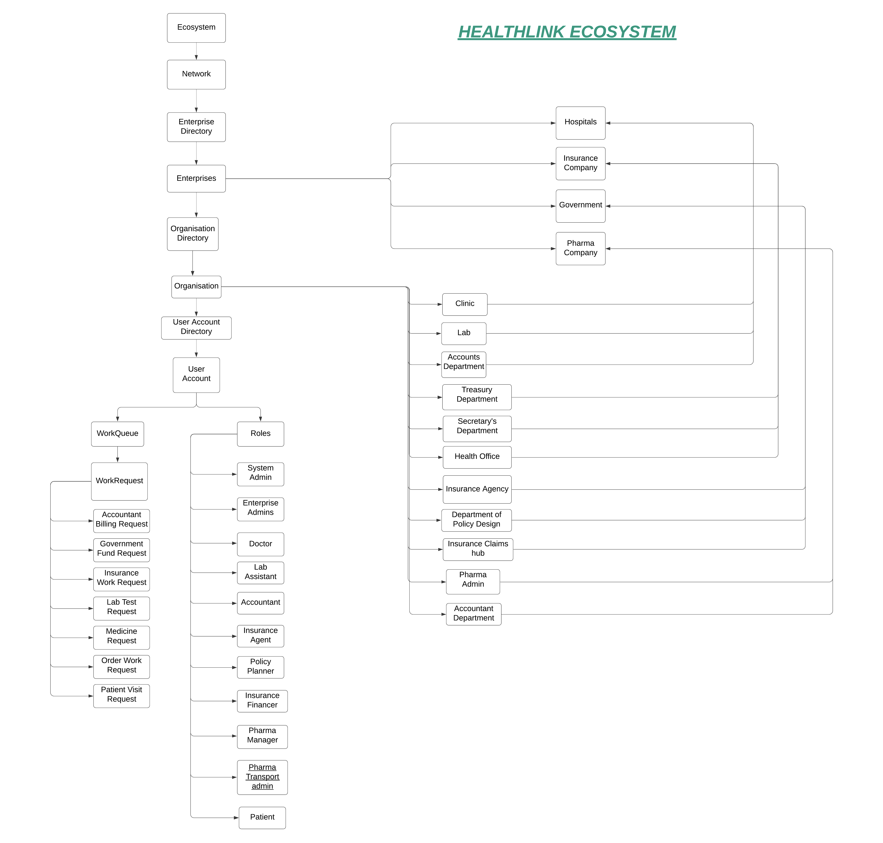 HEALTHLINK ECOSYSTEM
Ecosystem
Network
Enterprise
Directory
Enterprises
Organisation
Directory
Organisation
User Account
Directory
User
Account
WorkQueue
WorkRequest
Accountant
Billing Request
Government
Fund Request
Insurance
Work Request
Lab Test
Request
Medicine
Request
Order Work
Request
Patient Visit
Request
Roles
System
Admin
Enterprise
Admins
Doctor
Lab
Assistant
Accountant
Insurance
Agent
Policy
Planner
Insurance
Financer
Pharma
Manager
Pharma
Transport
admin
Patient
Hospitals
Insurance
Company
Government
Pharma
Company
Clinic
Lab
Accounts
Department
Treasury
Department
Secretary's
Department
Health Office
Insurance Agency
Department of
Policy Design
Insurance Claims
hub
Pharma
Admin
Accountant
Department